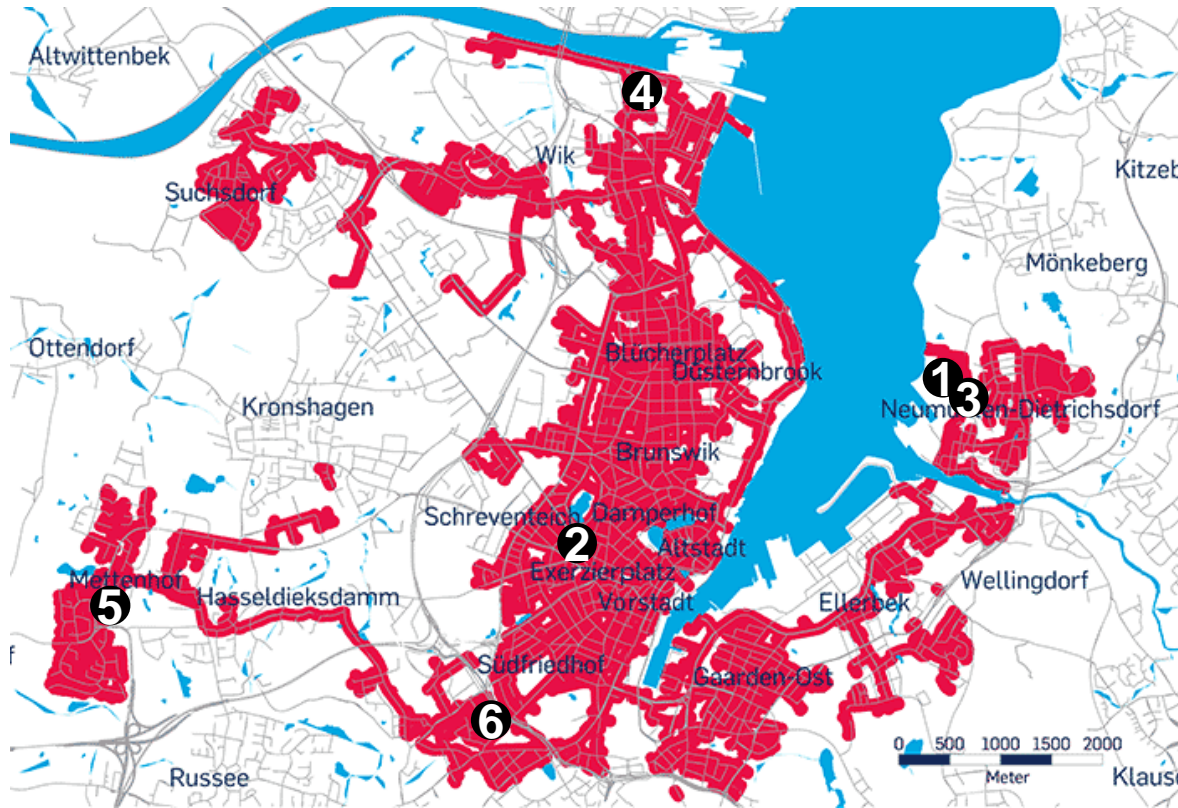 Altwittenbek
4
Wik
Kitzeb
Suchsdorf
Mönkeberg
Ottendorf
Blücherplatz
Düsternbrook
1
3
Kronshagen
Neumühlen-Dietrichsdorf
Brunswik
Schreventeich
Damperhof
2
Altstadt
Exerzierplatz
Mettenhof
Wellingdorf
Hasseldieksdamm
5
Vorstadt
Ellerbek
f
Südfriedhof
Gaarden-Ost
6
0 500 1000 1500 2000
Meter
Russee
Klause